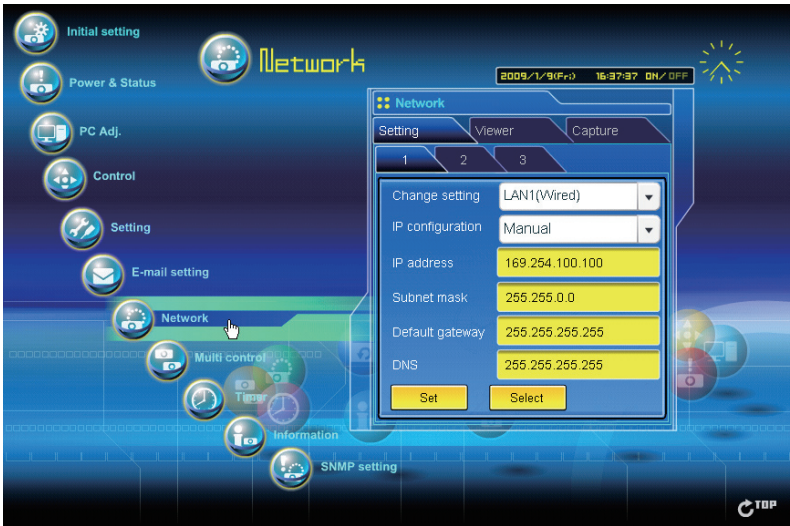 Initial setting
Network
Power & Status
2009/1/9(Fri) 16:37:37 ON/OFF
Network
PC Adj.
Setting Viewer Capture
1 2 3
Control
Change setting LAN1(Wired)
Setting
IP configuration Manual
IP address 169.254.100.100
E-mail setting
Subnet mask 255.255.0.0
Network
Default gateway 255.255.255.255
Multi control
DNS 255.255.255.255
Timer
Set Select
Information
SNMP setting
TOP